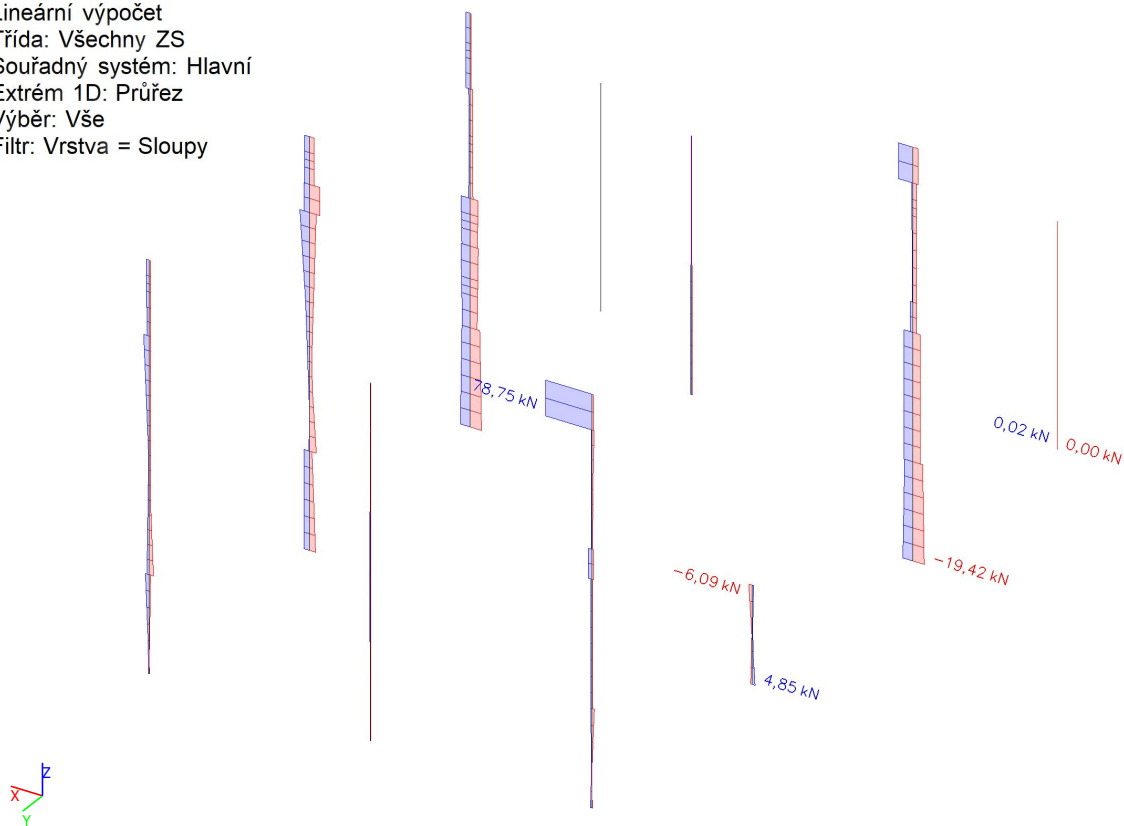 Lineární výpočet
Třída: Všechny ZS
Souřadný systém: Hlavní
Extrém 1D: Průřez
Výběr: Vše
Filtr: Vrstva = Sloupy
78,75 kN
0,02 kN
0,00 kN
-19,42 kN
-6,09 kN
4,85 kN
Z
X
Y